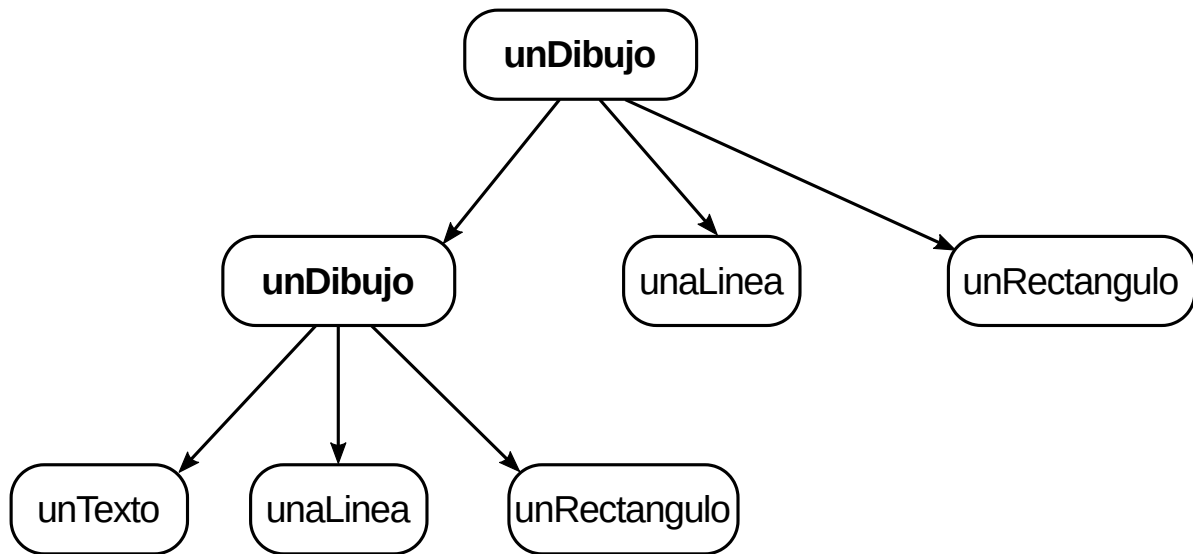 unDibujo
unDibujo
unaLinea
unRectangulo
unTexto
unaLinea
unRectangulo